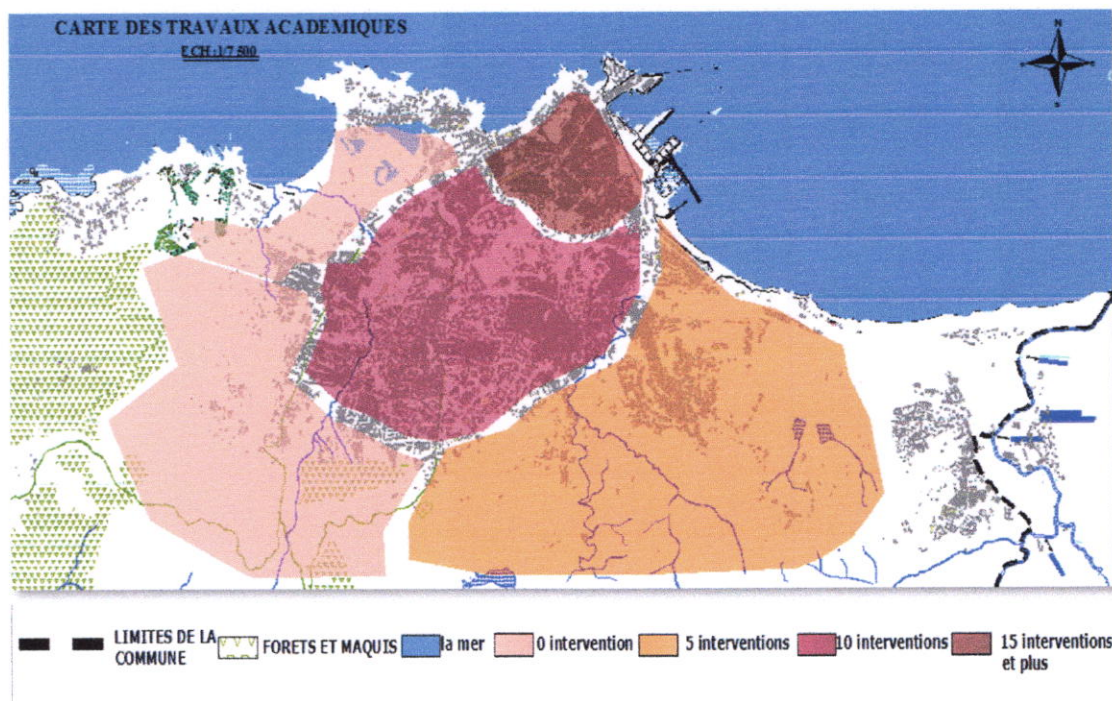 CARTE DES TRAVAUX ACADEMIQUES
ECH :1/7 500
N
S
LIMITES DE LA COMMUNE
FORETS ET MAQUIS
la mer
0 intervention
5 interventions
10 interventions
15 interventions et plus